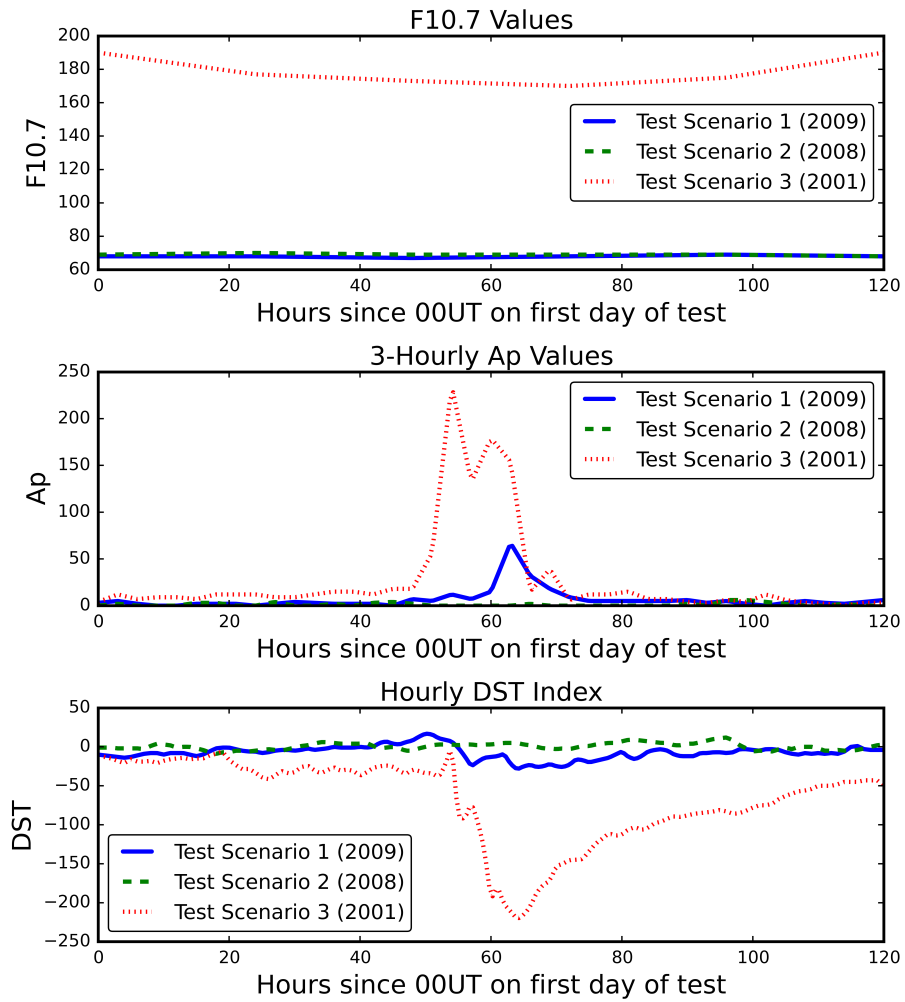 F10.7 Values
200
180
160
140
120
100
80
60
F10.7
Test Scenario 1 (2009)
Test Scenario 2 (2008)
Test Scenario 3 (2001)
0 20 40 60 80 100 120
Hours since 00UT on first day of test
3-Hourly Ap Values
250
200
150
100
50
0
Ap
Test Scenario 1 (2009)
Test Scenario 2 (2008)
Test Scenario 3 (2001)
0 20 40 60 80 100 120
Hours since 00UT on first day of test
Hourly DST Index
50
0
−50
−100
−150
−200
−250
DST
Test Scenario 1 (2009)
Test Scenario 2 (2008)
Test Scenario 3 (2001)
0 20 40 60 80 100 120
Hours since 00UT on first day of test